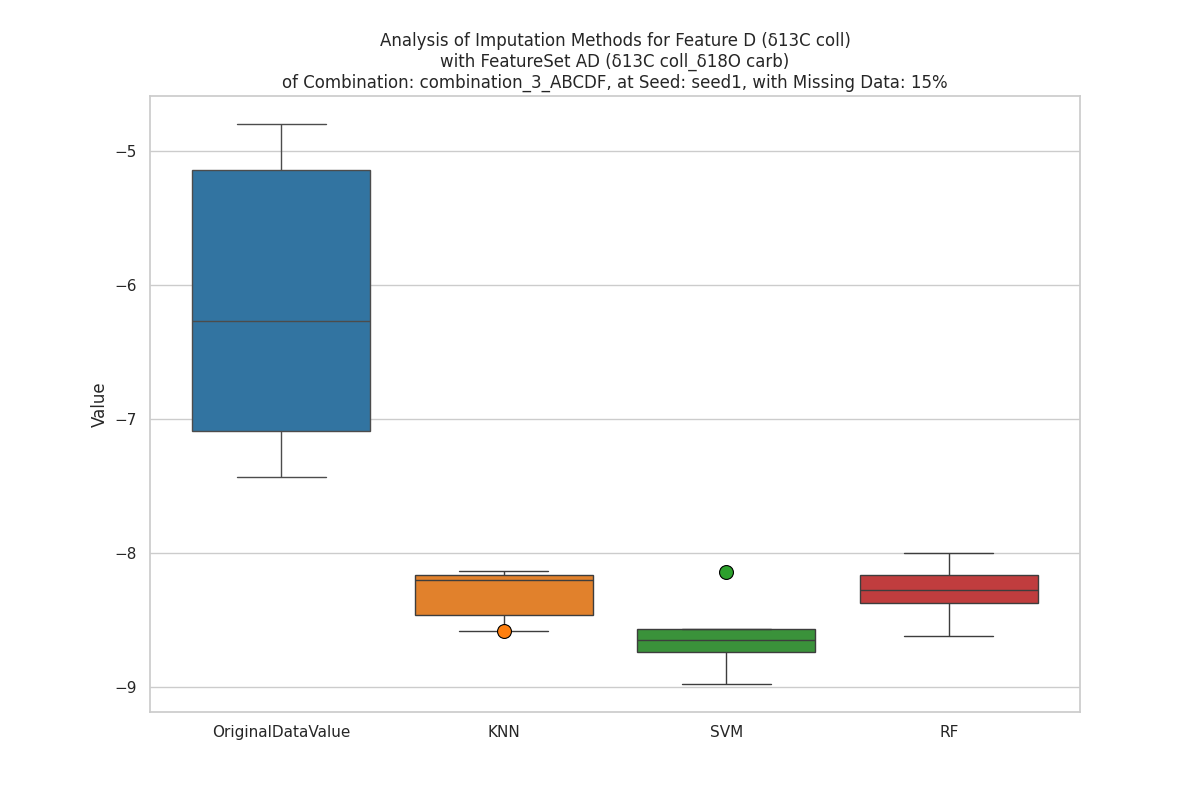 Analysis of Imputation Methods for Feature D (δ13C coll)
with FeatureSet AD (δ13C coll_δ18O carb)
of Combination: combination_3_ABCDF, at Seed: seed1, with Missing Data: 15%
−5
−6
−7
−8
−9
Value
OriginalDataValue
KNN
SVM
RF